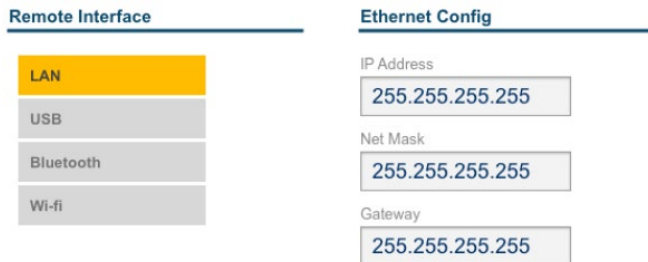 Remote Interface
LAN
USB
Bluetooth
Wi-fi
Ethernet Config
IP Address
255.255.255.255
Net Mask
255.255.255.255
Gateway
255.255.255.255